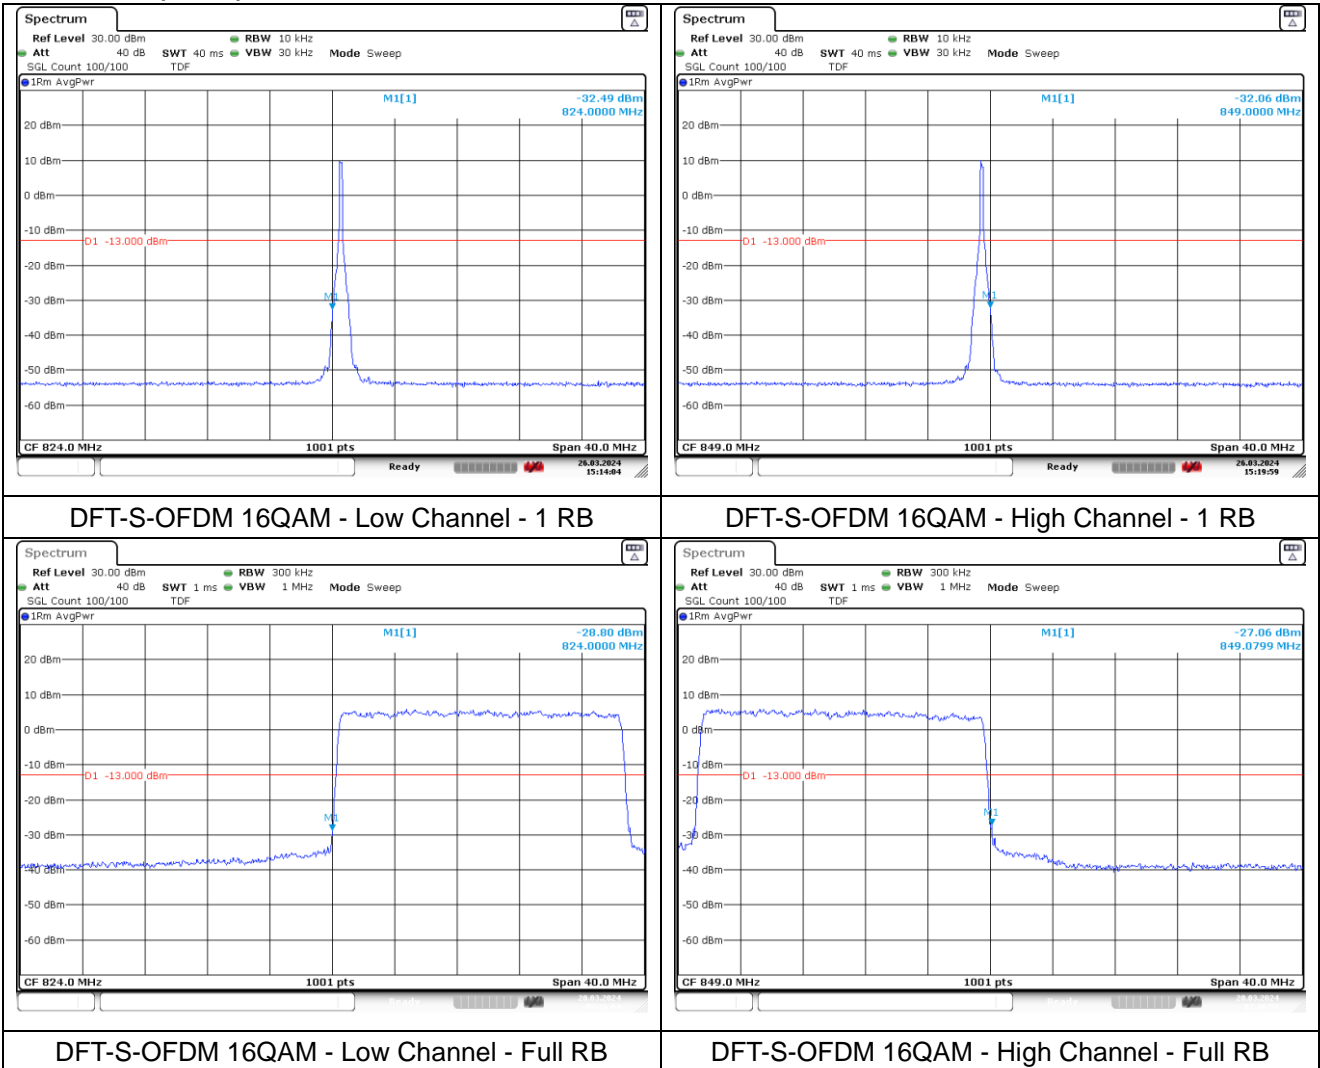 Spectrum
Ref Level 30.00 dBm RBW 10 kHz
Att 40 dB SWT 40 ms VBW 30 kHz Mode Sweep
SGL Count 100/100 TDF
1Rm AvgPwr
M1[1] -32.49 dBm
824.0000 MHz
20 dBm
10 dBm
0 dBm
-10 dBm
D1 -13.000 dBm
-20 dBm
-30 dBm
M1
-40 dBm
-50 dBm
-60 dBm
CF 824.0 MHz 1001 pts Span 40.0 MHz
Ready 26.03.2024
15:14:04
DFT-S-OFDM 16QAM - Low Channel - 1 RB
Spectrum
Ref Level 30.00 dBm RBW 10 kHz
Att 40 dB SWT 40 ms VBW 30 kHz Mode Sweep
SGL Count 100/100 TDF
1Rm AvgPwr
M1[1] -32.06 dBm
849.0000 MHz
20 dBm
10 dBm
0 dBm
-10 dBm
D1 -13.000 dBm
-20 dBm
-30 dBm
M1
-40 dBm
-50 dBm
-60 dBm
CF 849.0 MHz 1001 pts Span 40.0 MHz
Ready 26.03.2024
15:19:59
DFT-S-OFDM 16QAM - High Channel - 1 RB
Spectrum
Ref Level 30.00 dBm RBW 300 kHz
Att 40 dB SWT 1 ms VBW 1 MHz Mode Sweep
SGL Count 100/100 TDF
1Rm AvgPwr
M1[1] -28.80 dBm
824.0000 MHz
20 dBm
10 dBm
0 dBm
-10 dBm
D1 -13.000 dBm
-20 dBm
M1
-30 dBm
-40 dBm
-50 dBm
-60 dBm
CF 824.0 MHz 1001 pts Span 40.0 MHz
Ready
DFT-S-OFDM 16QAM - Low Channel - Full RB
Spectrum
Ref Level 30.00 dBm RBW 300 kHz
Att 40 dB SWT 1 ms VBW 1 MHz Mode Sweep
SGL Count 100/100 TDF
1Rm AvgPwr
M1[1] -27.06 dBm
849.0799 MHz
20 dBm
10 dBm
0 dBm
-10 dBm
D1 -13.000 dBm
-20 dBm
M1
-30 dBm
-40 dBm
-50 dBm
-60 dBm
CF 849.0 MHz 1001 pts Span 40.0 MHz
Ready
DFT-S-OFDM 16QAM - High Channel - Full RB